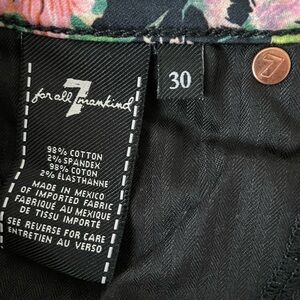 7
for all mankind
98% COTTON
2% SPANDEX
98% COTON
2% ÉLASTHANNE
MADE IN MEXICO
OF IMPORTED FABRIC
FABRIQUÉ AU MEXIQUE
DE TISSU IMPORTÉ
SEE REVERSE FOR CARE
ENTRETIEN AU VERSO
30
7